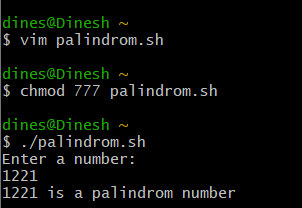 dines@Dinesh ~
$ vim palindrom.sh
dines@Dinesh ~
$ chmod 777 palindrom.sh
dines@Dinesh ~
$ ./palindrom.sh
Enter a number:
1221
1221 is a palindrom number